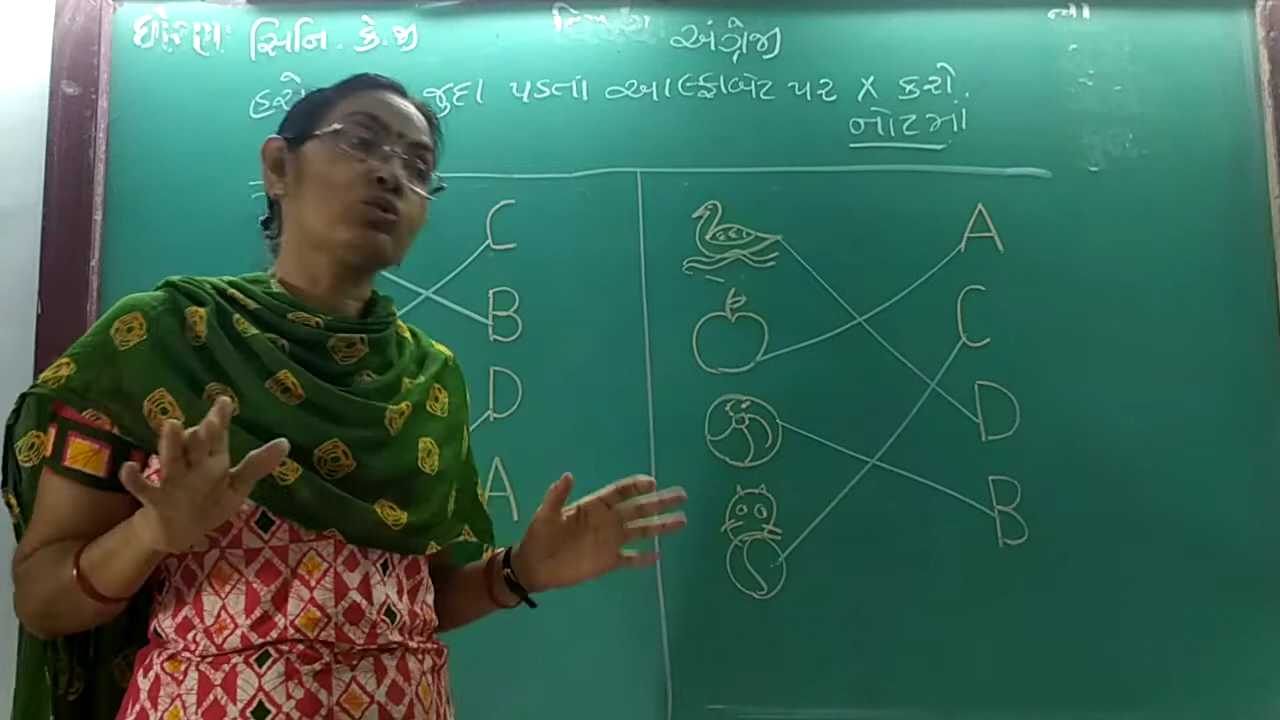 ધોરણ: સિનિ. કે.જી અંગ્રેજી
જુદા પડતાં આલ્ફાબેટ પર X કરો.
નોટમાં
C A
B C
D D
A B